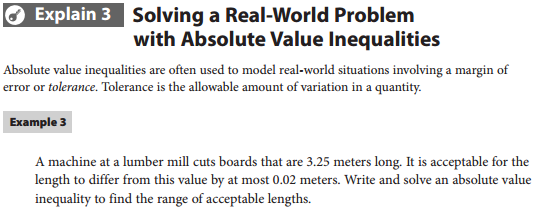 Explain 3 Solving a Real-World Problem
with Absolute Value Inequalities
Absolute value inequalities are often used to model real-world situations involving a margin of
error or tolerance. Tolerance is the allowable amount of variation in a quantity.
Example 3
A machine at a lumber mill cuts boards that are 3.25 meters long. It is acceptable for the
length to differ from this value by at most 0.02 meters. Write and solve an absolute value
inequality to find the range of acceptable lengths.